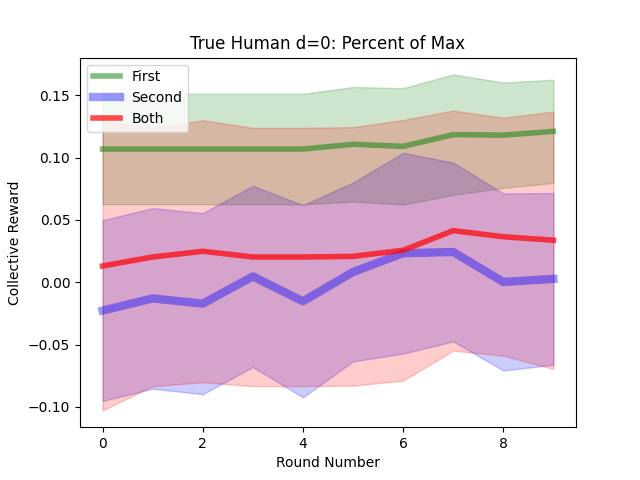 True Human d=0: Percent of Max
First
Second
Both
0.15
0.10
0.05
0.00
−0.05
−0.10
Collective Reward
0 2 4 6 8
Round Number